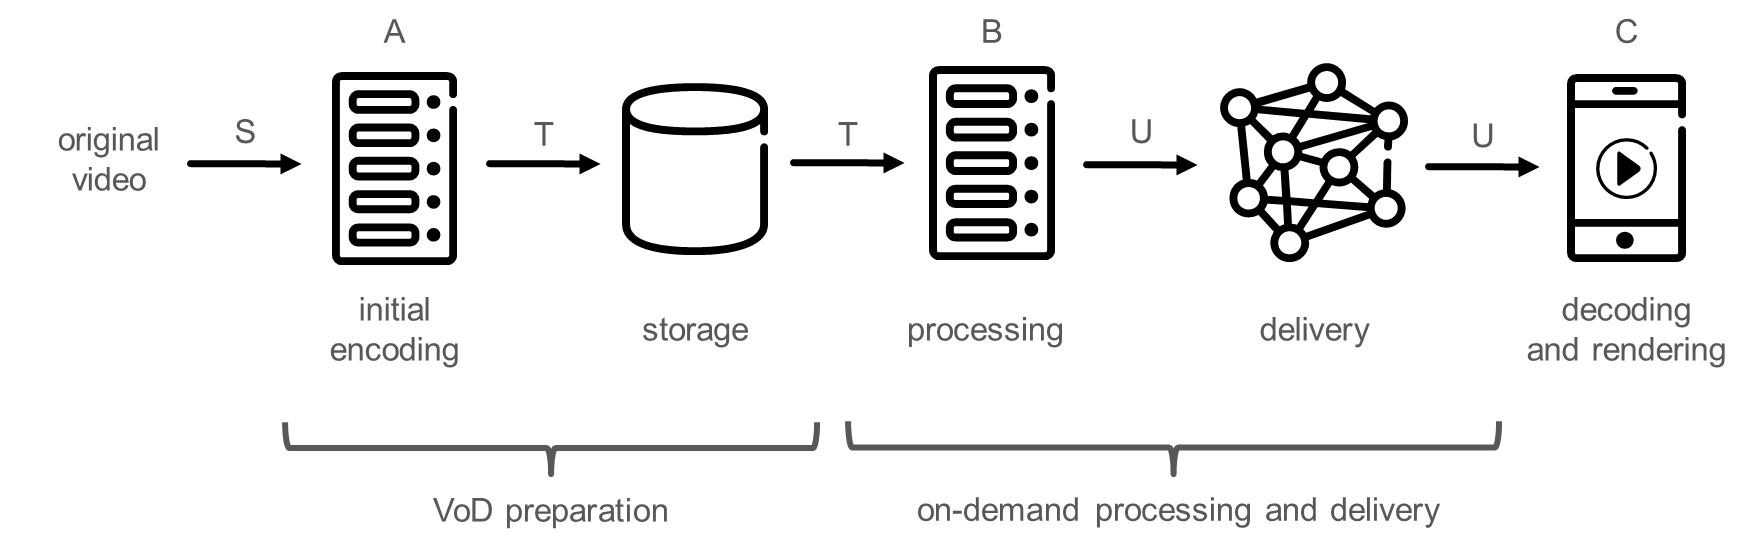 A
B
C
original
video
S
T
T
U
U
initial
encoding
storage
processing
delivery
decoding
and rendering
VoD preparation
on-demand processing and delivery